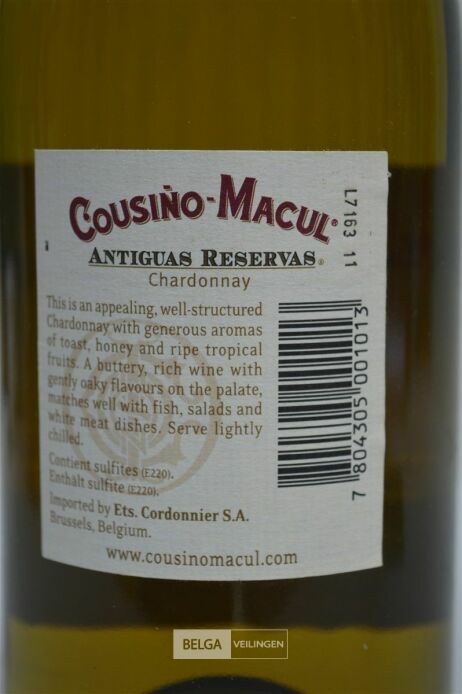 COUSIÑO-MACUL®
ANTIGUAS RESERVAS®
Chardonnay
This is an appealing, well-structured
Chardonnay with generous aromas
of toast, honey and ripe tropical
fruits. A buttery, rich wine with
gently oaky flavours on the palate,
matches well with fish, salads and
white meat dishes. Serve lightly
chilled.
Contient sulfites (E220).
Enthält sulfite (E220).
Imported by Ets. Cordonnier S.A.
Brussels, Belgium.
www.cousinomacul.com
L7163 11
7 804305 001013
BELGA VEILINGEN